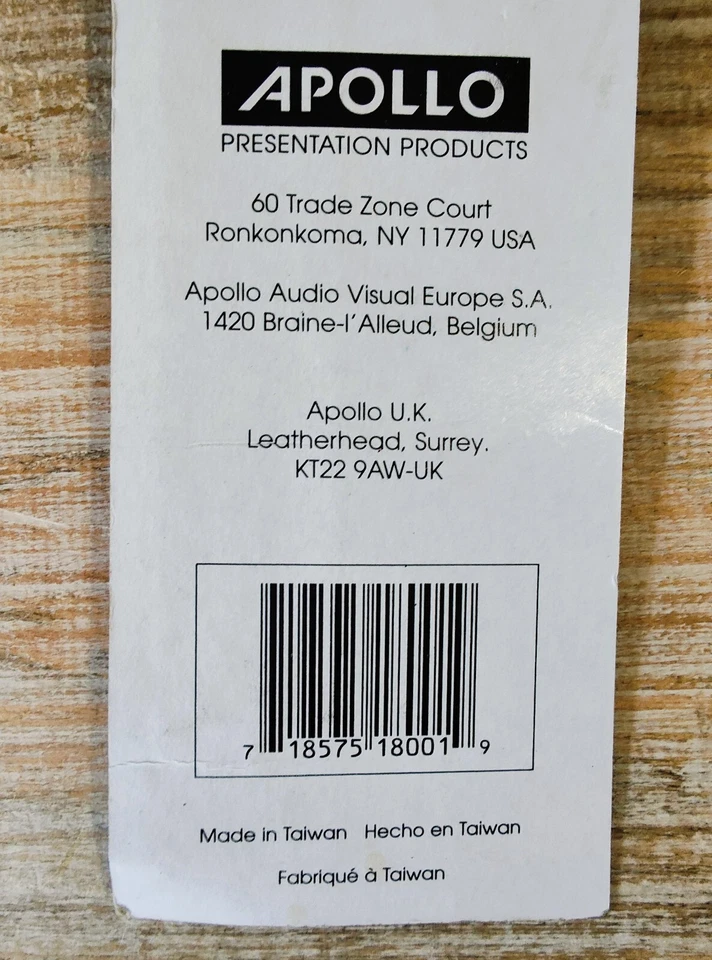 APOLLO
PRESENTATION PRODUCTS
60 Trade Zone Court
Ronkonkoma, NY 11779 USA
Apollo Audio Visual Europe S.A.
1420 Braine-l'Alleud, Belgium
Apollo U.K.
Leatherhead, Surrey.
KT22 9AW-UK
7 18575 18001 9
Made in Taiwan Hecho en Taiwan
Fabriqué à Taiwan